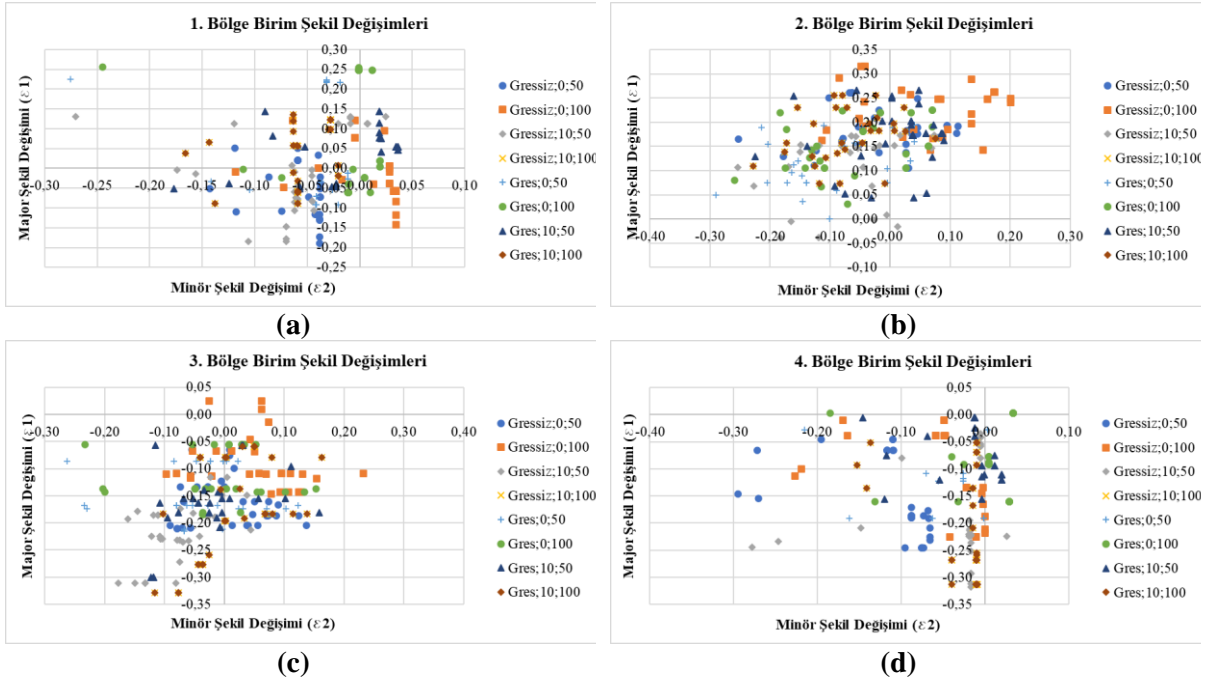 1. Bölge Birim Şekil Değişimleri
Major Şekil Değişimi (ε1)
0,30
0,25
0,20
0,15
0,10
0,05
0,00
-0,05
-0,10
-0,15
-0,20
-0,25
-0,30 -0,25 -0,20 -0,15 -0,10 -0,05 0,00 0,05 0,10
Minör Şekil Değişimi (ε2)
Gressiz;0;50
Gressiz;0;100
Gressiz;10;50
Gressiz;10;100
Gres;0;50
Gres;0;100
Gres;10;50
Gres;10;100
(a)
2. Bölge Birim Şekil Değişimleri
Major Şekil Değişimi (ε1)
0,35
0,30
0,25
0,20
0,15
0,10
0,05
0,00
-0,05
-0,10
-0,40 -0,30 -0,20 -0,10 0,00 0,10 0,20 0,30
Minör Şekil Değişimi (ε2)
Gressiz;0;50
Gressiz;0;100
Gressiz;10;50
Gressiz;10;100
Gres;0;50
Gres;0;100
Gres;10;50
Gres;10;100
(b)
3. Bölge Birim Şekil Değişimleri
Major Şekil Değişimi (ε1)
0,05
0,00
-0,05
-0,10
-0,15
-0,20
-0,25
-0,30
-0,35
-0,30 -0,20 -0,10 0,00 0,10 0,20 0,30 0,40
Minör Şekil Değişimi (ε2)
Gressiz;0;50
Gressiz;0;100
Gressiz;10;50
Gressiz;10;100
Gres;0;50
Gres;0;100
Gres;10;50
Gres;10;100
(c)
4. Bölge Birim Şekil Değişimleri
Major Şekil Değişimi (ε1)
0,05
0,00
-0,05
-0,10
-0,15
-0,20
-0,25
-0,30
-0,35
-0,40 -0,30 -0,20 -0,10 0,00 0,10
Minör Şekil Değişimi (ε2)
Gressiz;0;50
Gressiz;0;100
Gressiz;10;50
Gressiz;10;100
Gres;0;50
Gres;0;100
Gres;10;50
Gres;10;100
(d)